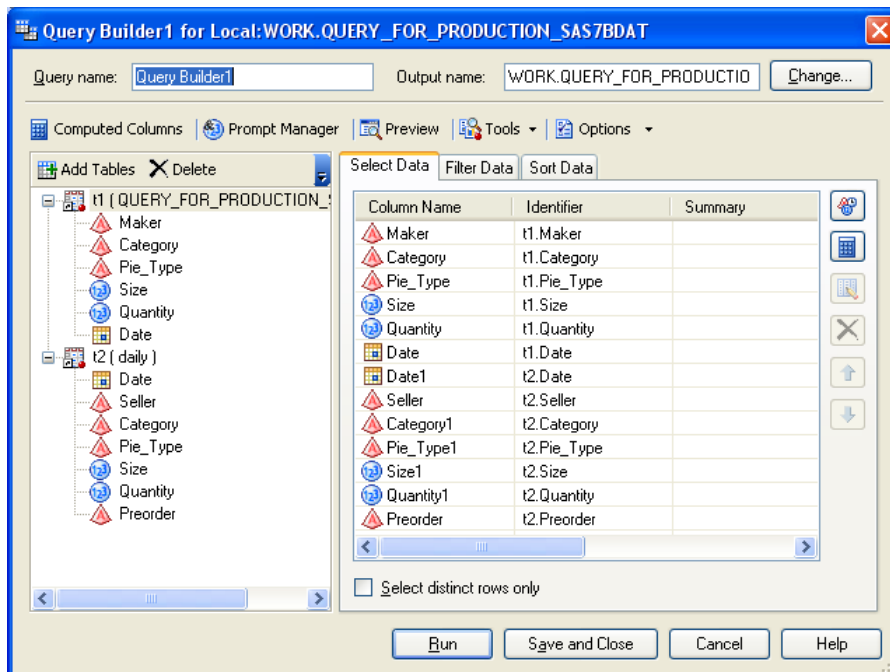 Query Builder1 for Local:WORK.QUERY_FOR_PRODUCTION_SAS7BDAT
Query name: Query Builder1 Output name: WORK.QUERY_FOR_PRODUCTIO Change...
Computed Columns Prompt Manager Preview Tools Options
Add Tables Delete
t1 ( QUERY_FOR_PRODUCTION_S
Maker
Category
Pie_Type
Size
Quantity
Date
t2 ( daily )
Date
Seller
Category
Pie_Type
Size
Quantity
Preorder
Select Data Filter Data Sort Data
Column Name Identifier Summary
Maker t1.Maker
Category t1.Category
Pie_Type t1.Pie_Type
Size t1.Size
Quantity t1.Quantity
Date t1.Date
Date1 t2.Date
Seller t2.Seller
Category1 t2.Category
Pie_Type1 t2.Pie_Type
Size1 t2.Size
Quantity1 t2.Quantity
Preorder t2.Preorder
Select distinct rows only
Run Save and Close Cancel Help